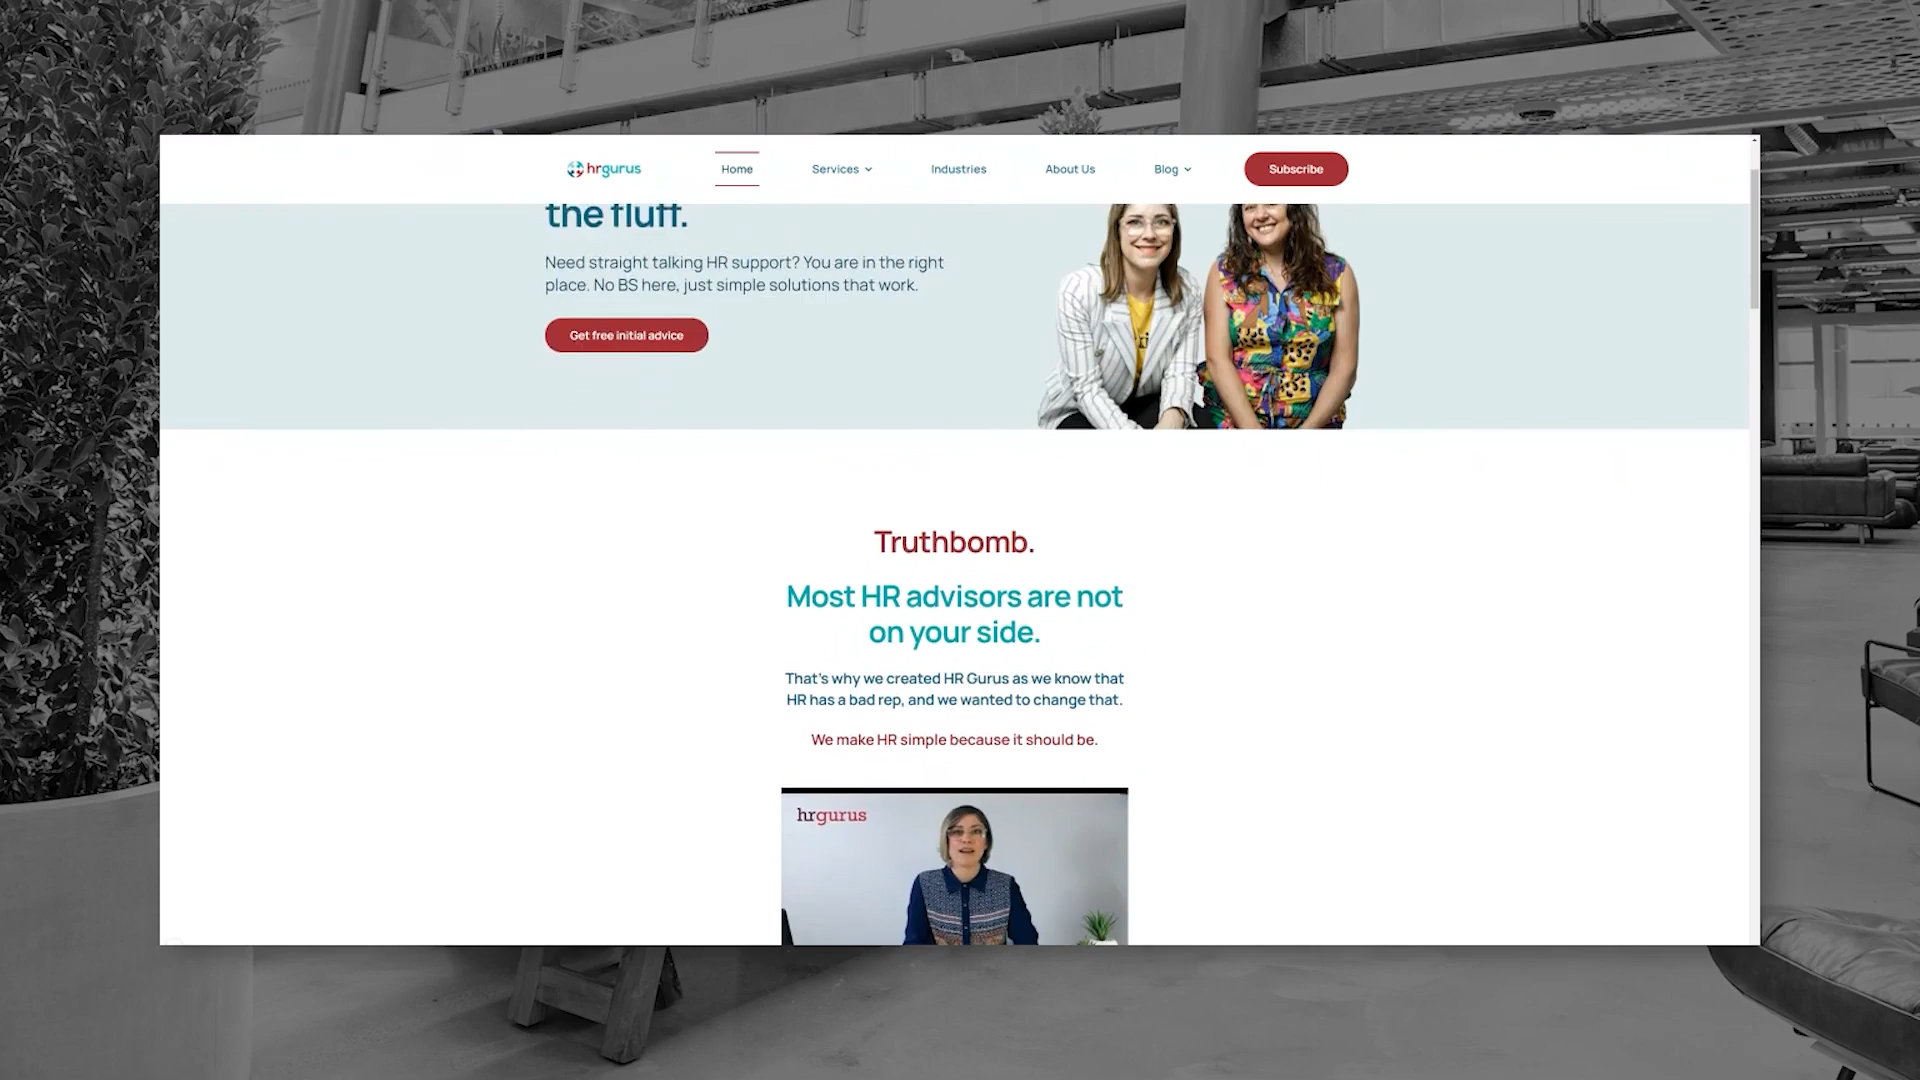 hrgurus
Home
Services
Industries
About Us
Blog
Subscribe
the fluff.
Need straight talking HR support? You are in the right
place. No BS here, just simple solutions that work.
Get free initial advice
Truthbomb.
Most HR advisors are not
on your side.
That's why we created HR Gurus as we know that
HR has a bad rep, and we wanted to change that.
We make HR simple because it should be.
hrgurus